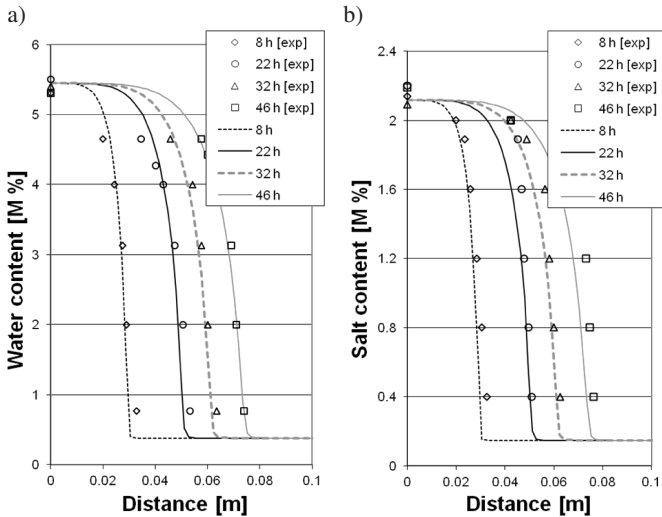 a)
6
5
4
3
2
1
0
Water content [M %]
0
0.02
0.04
0.06
0.08
0.1
Distance [m]
8 h [exp]
22 h [exp]
32 h [exp]
46 h [exp]
8 h
22 h
32 h
46 h
b)
2.4
2
1.6
1.2
0.8
0.4
0
Salt content [M %]
0
0.02
0.04
0.06
0.08
0.1
Distance [m]
8 h [exp]
22 h [exp]
32 h [exp]
46 h [exp]
8 h
22 h
32 h
46 h